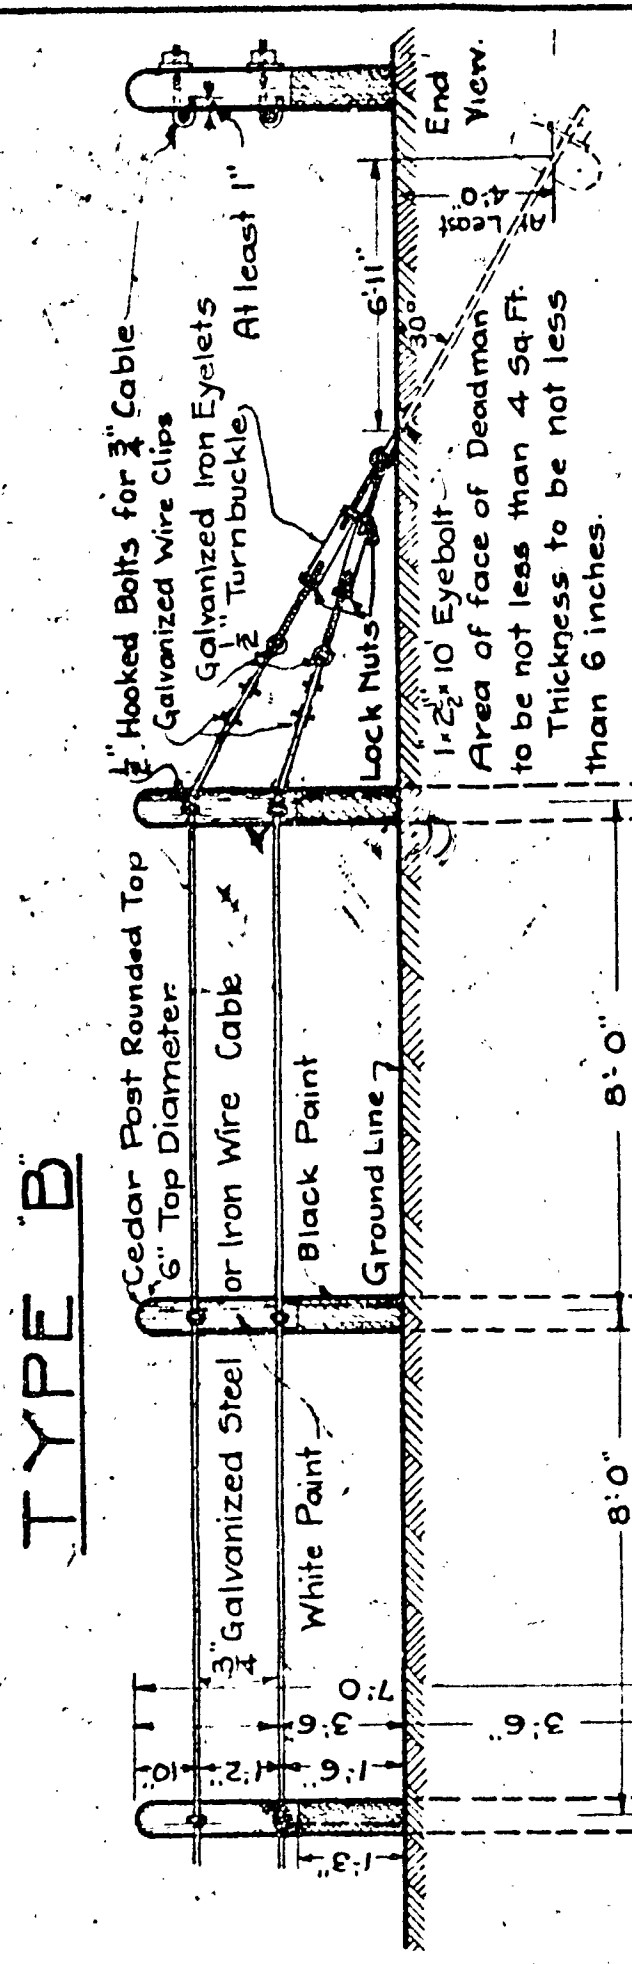 TYPE "B"
½" Hooked Bolts for ¾" Cable
Galvanized Wire Clips
Galvanized Iron Eyelets
½" Turnbuckle
At least 1"
End
View.
Cedar Post Rounded Top
6" Top Diameter
¾" Galvanized Steel or Iron Wire Cable
White Paint
Black Paint
Ground Line
Lock Nuts
6'-11"
30°
At Least
4'-0"
Eyebolt
Area of face of Deadman
to be not less than 4 Sq. Ft.
Thickness to be not less
than 6 inches.
10"
1'-2"
1'-6"
3'-6"
7'-0
3'-6"
1'-3"
8'-0"
8'-0"